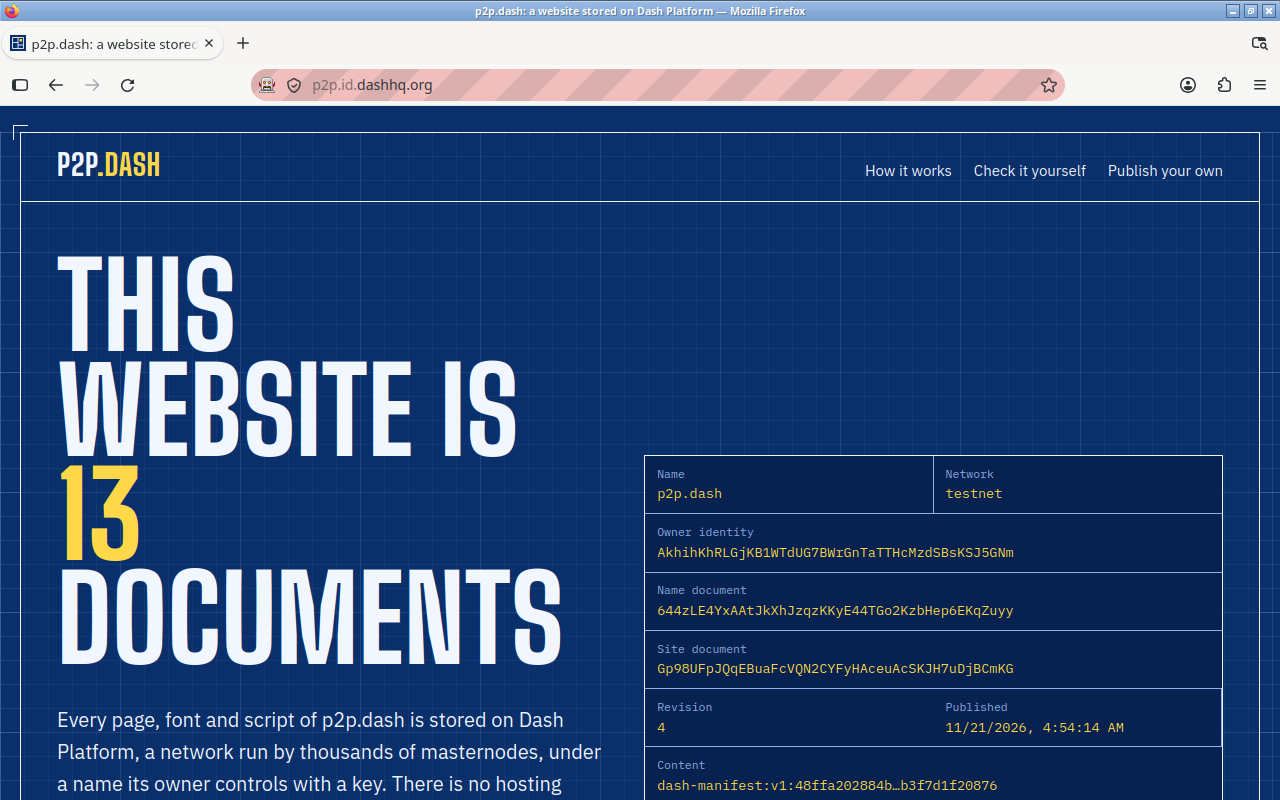 p2p.dash: a website stored on Dash Platform — Mozilla Firefox
p2p.dash: a website stored
p2p.id.dashhq.org
P2P.DASH
How it works
Check it yourself
Publish your own
THIS
WEBSITE IS
13
DOCUMENTS
Every page, font and script of p2p.dash is stored on Dash
Platform, a network run by thousands of masternodes, under
a name its owner controls with a key. There is no hosting
Name
p2p.dash
Network
testnet
Owner identity
AkhihKhRLGjKB1WTdUG7BWrGnTaTTHcMzdSBsKSJ5GNm
Name document
644zLE4YxAAtJkXhJzqzKKyE44TGo2KzbHep6EKqZuyy
Site document
Gp98UFpJQqEBuaFcVQN2CYFyHAceuAcSKJH7uDjBCmKG
Revision
4
Published
11/21/2026, 4:54:14 AM
Content
dash-manifest:v1:48ffa202884b…b3f7d1f20876